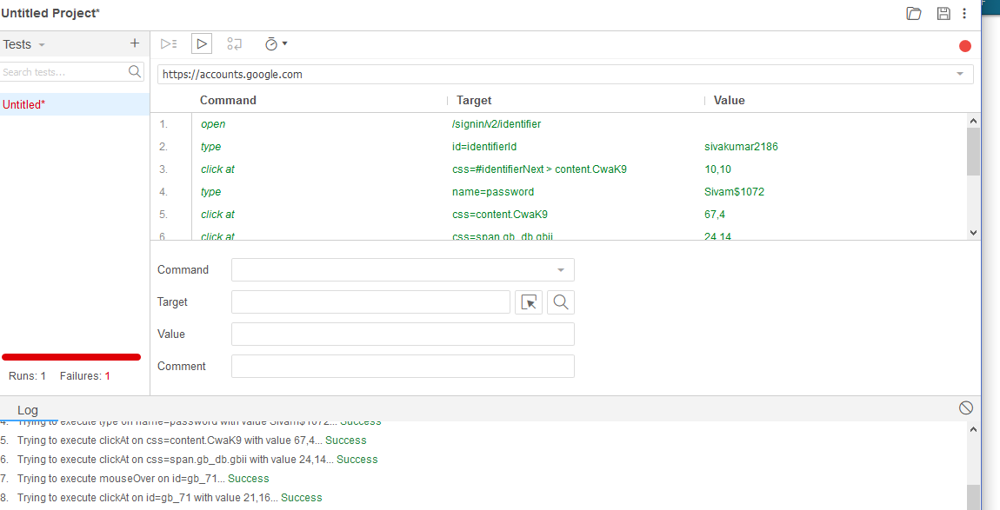 Untitled Project*
Tests
Search tests...
https://accounts.google.com
Untitled*
Command Target Value
1. open /signin/v2/identifier
2. type id=identifierId sivakumar2186
3. click at css=#identifierNext > content.CwaK9 10,10
4. type name=password Sivam$1072
5. click at css=content.CwaK9 67,4
6. click at css=span.gb_db.gbii 24,14
Command
Target
Value
Comment
Runs: 1 Failures: 1
Log
4. Trying to execute type on name=password with value Sivam$1072... Success
5. Trying to execute clickAt on css=content.CwaK9 with value 67,4... Success
6. Trying to execute clickAt on css=span.gb_db.gbii with value 24,14... Success
7. Trying to execute mouseOver on id=gb_71... Success
8. Trying to execute clickAt on id=gb_71 with value 21,16... Success